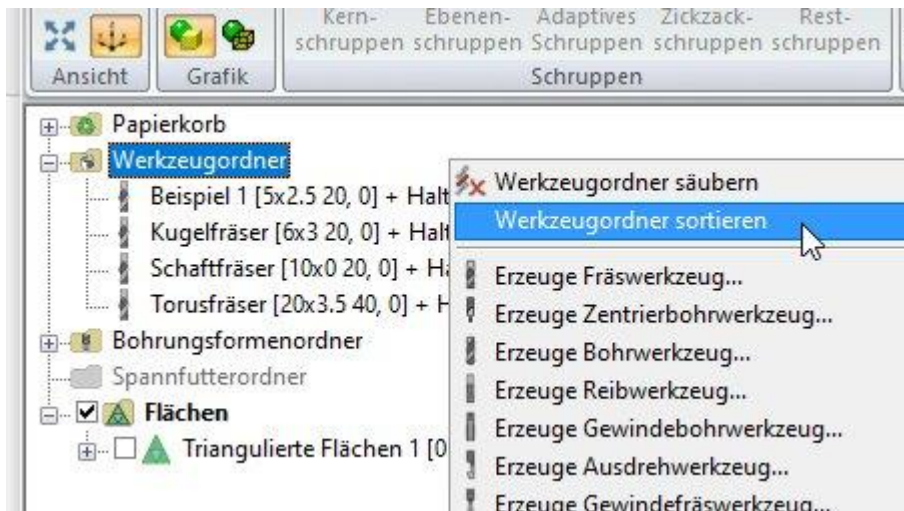 Kern- Ebenen- Adaptives Zickzack- Rest-
schruppen schruppen Schruppen schruppen schruppen
Ansicht Grafik Schruppen
Papierkorb
Werkzeugordner
Werkzeugordner säubern
Beispiel 1 [5x2.5 20, 0] + Halt
Werkzeugordner sortieren
Kugelfräser [6x3 20, 0] + Halt
Schaftfräser [10x0 20, 0] + Ha
Erzeuge Fräswerkzeug...
Torusfräser [20x3.5 40, 0] + H
Erzeuge Zentrierbohrwerkzeug...
Bohrungsformenordner
Erzeuge Bohrwerkzeug...
Spannfutterordner
Erzeuge Reibwerkzeug...
Flächen
Erzeuge Gewindebohrwerkzeug...
Triangulierte Flächen 1 [0
Erzeuge Ausdrehwerkzeug...
Erzeuge Gewindefräswerkzeug...